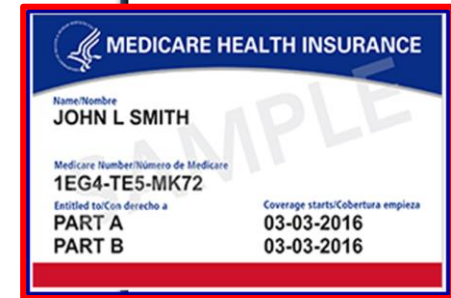 MEDICARE HEALTH INSURANCE
Name/Nombre
JOHN L SMITH
SAMPLE
Medicare Number/Número de Medicare
1EG4-TE5-MK72
Entitled to/Con derecho a Coverage starts/Cobertura empieza
PART A 03-03-2016
PART B 03-03-2016